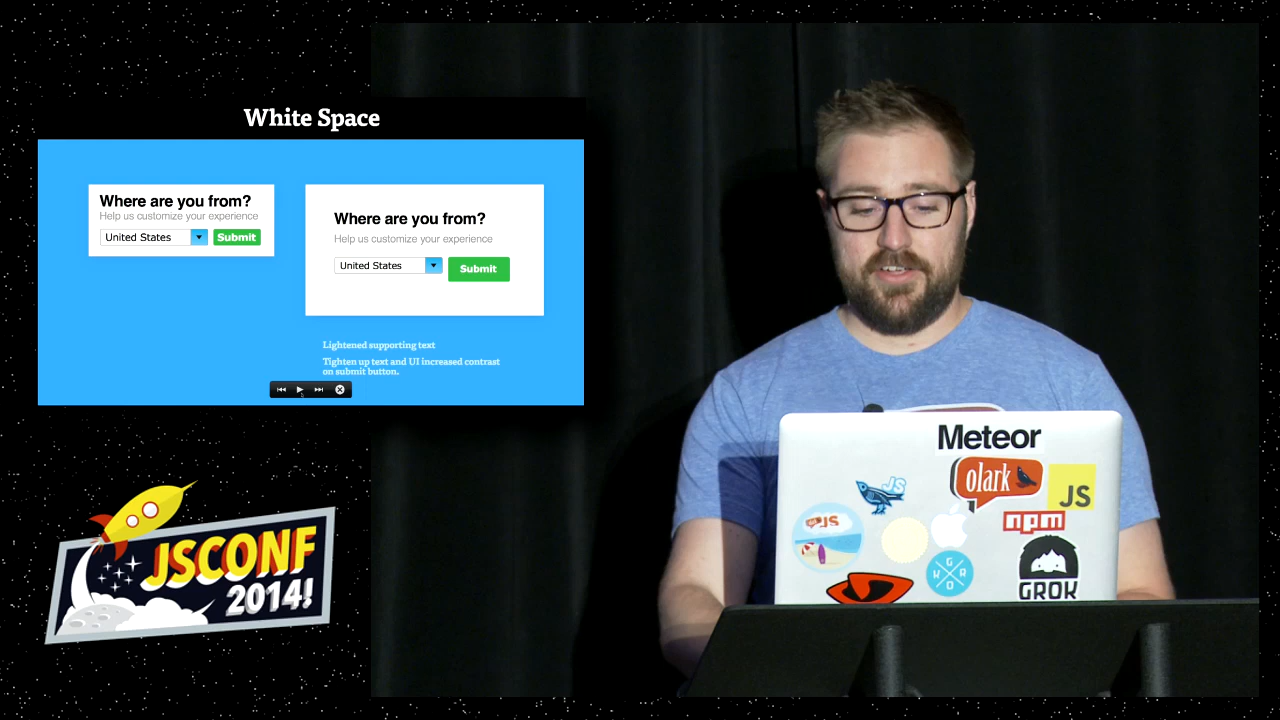 White Space
Where are you from?
Help us customize your experience
United States
Submit
Where are you from?
Help us customize your experience
United States
Submit
Lightened supporting text
Tighten up text and UI increased contrast
on submit button.
JSCONF
2014!
Meteor
JS
olark
JS
JS
npm
G
K R
O
GROK